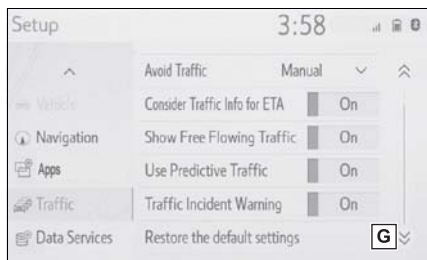 Setup 3:58
Avoid Traffic Manual
Vehicle Consider Traffic Info for ETA On
Navigation Show Free Flowing Traffic On
Apps Use Predictive Traffic On
Traffic Traffic Incident Warning On
Data Services Restore the default settings G